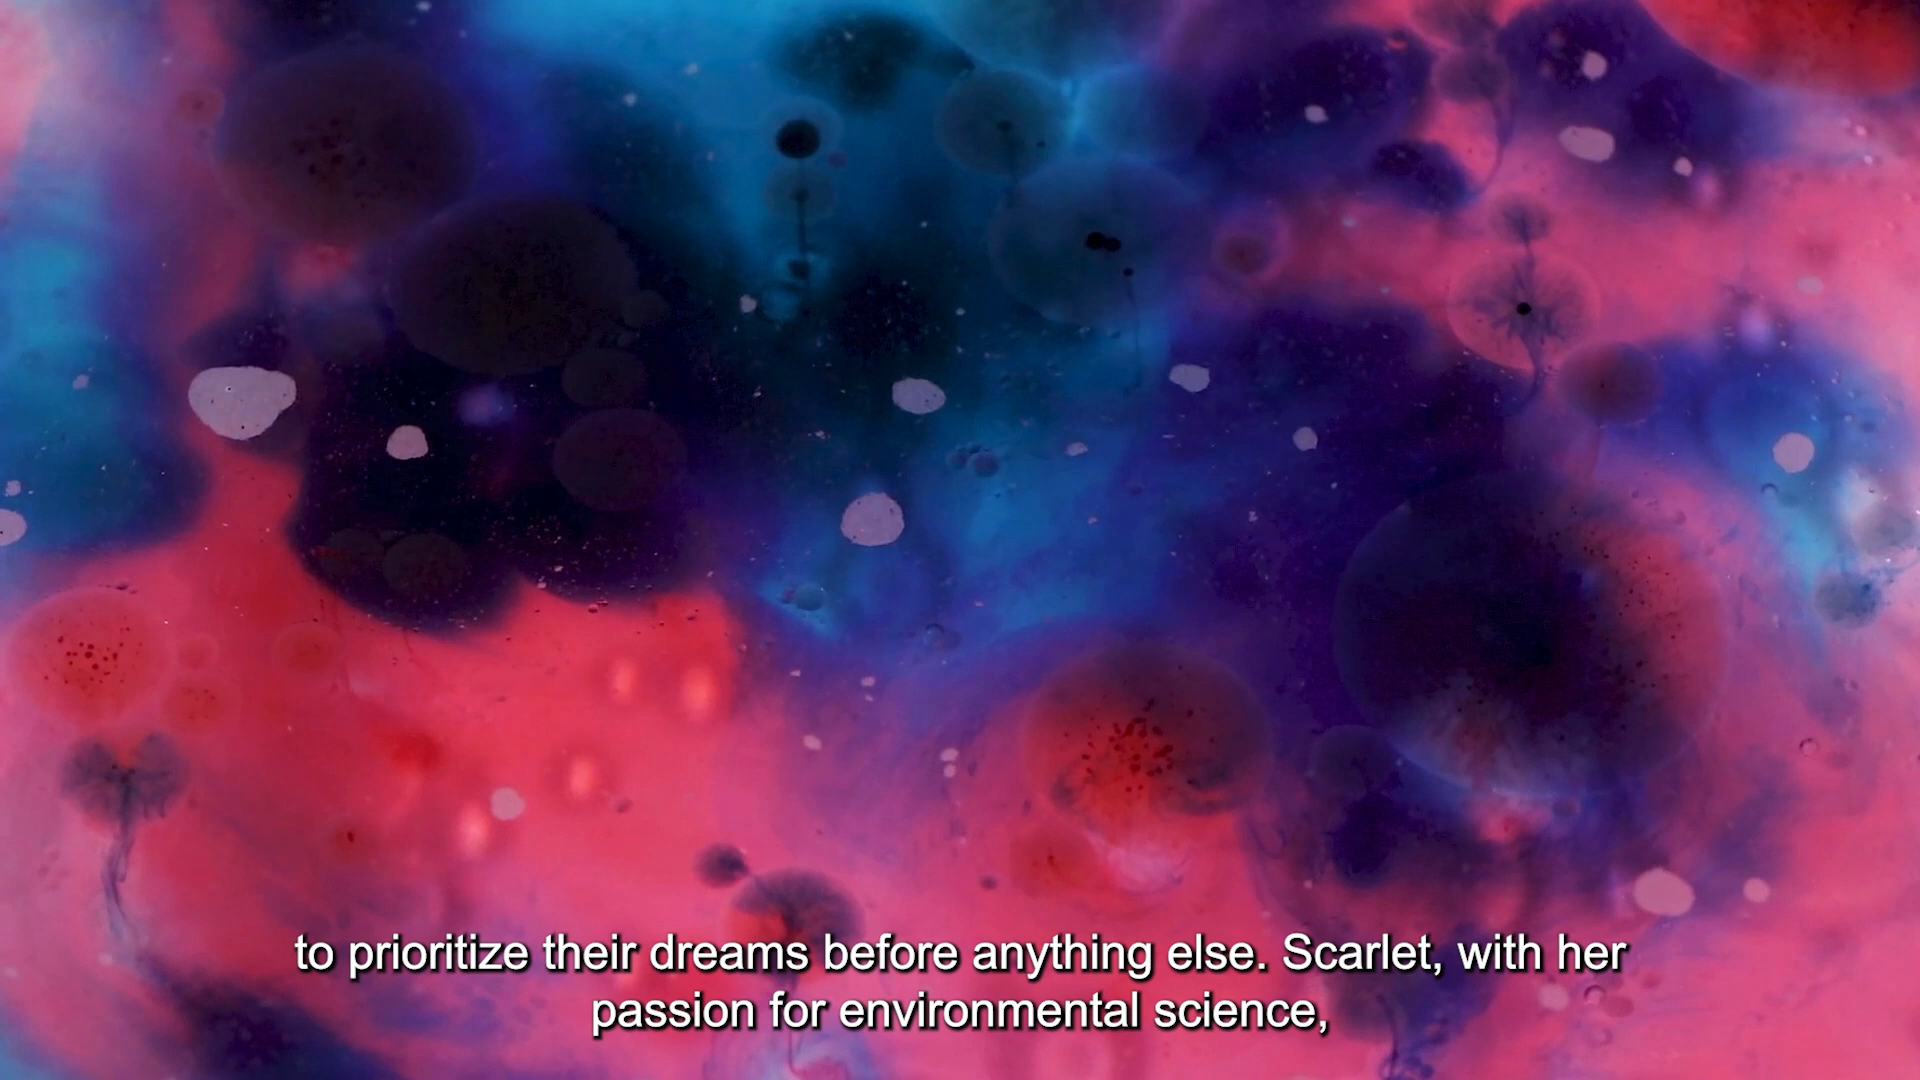 to prioritize their dreams before anything else. Scarlet, with her
passion for environmental science,